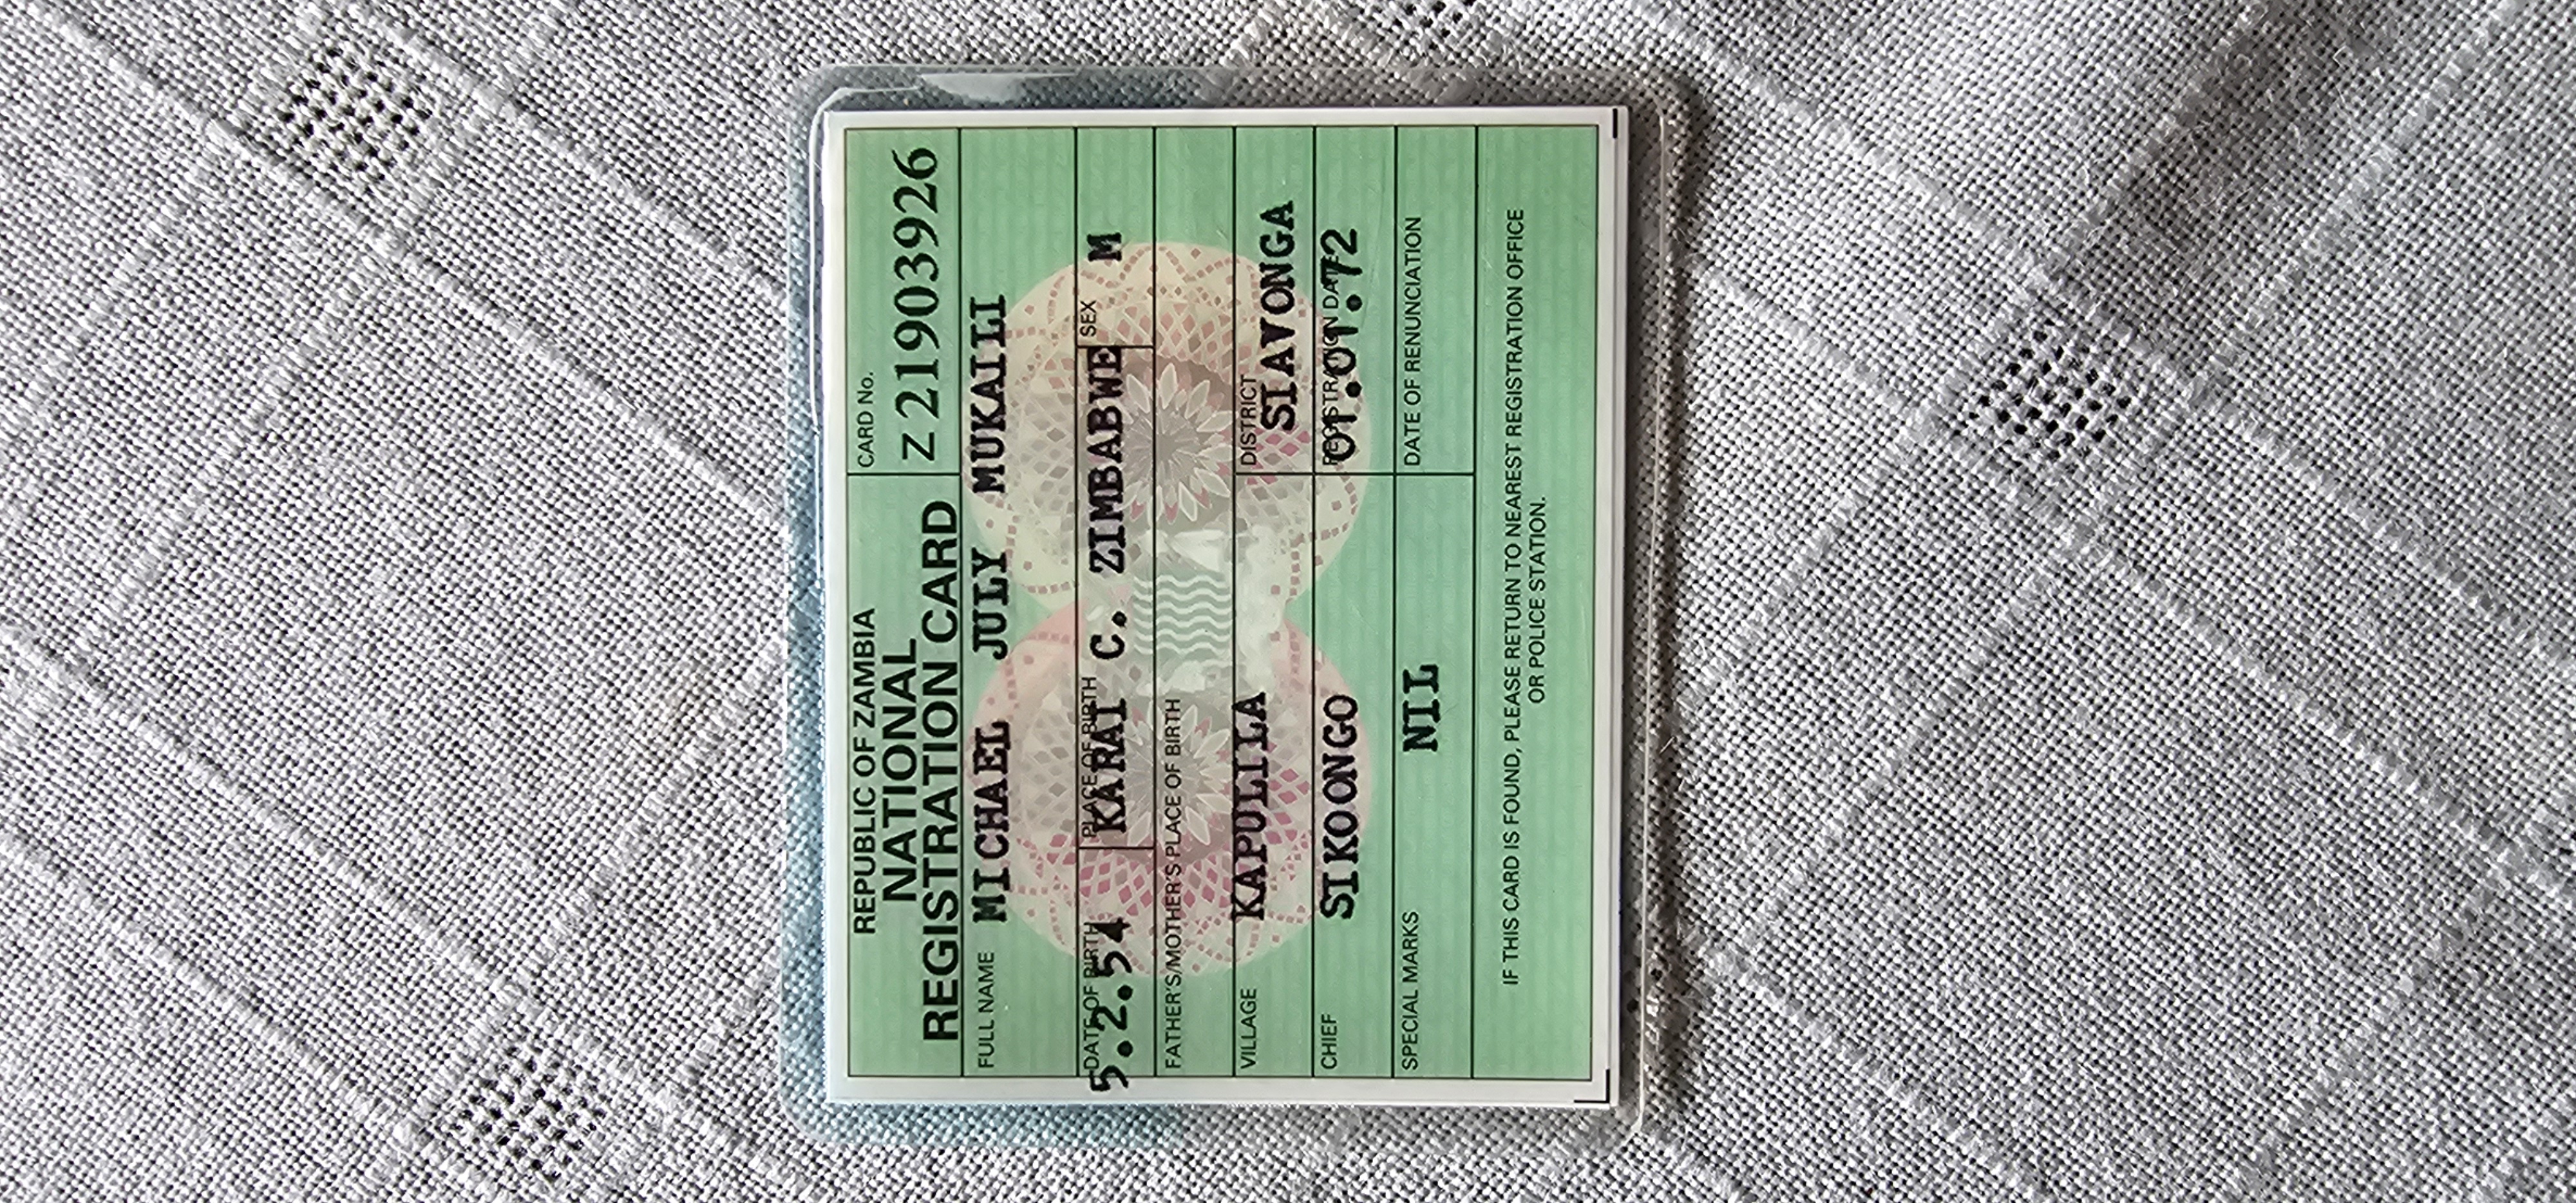 REPUBLIC OF ZAMBIA
NATIONAL
REGISTRATION CARD
CARD No.
Z 21903926
FULL NAME MICHAEL JULY MUKAILI
DATE OF BIRTH PLACE OF BIRTH SEX
5.2.54 KARAI C. ZIMBABWE M
FATHER'S/MOTHER'S PLACE OF BIRTH
VILLAGE KAPULILA DISTRICT SIAVONGA
CHIEF SIKOONGO REGISTRATION DATE 01.01.72
SPECIAL MARKS NIL DATE OF RENUNCIATION
IF THIS CARD IS FOUND, PLEASE RETURN TO NEAREST REGISTRATION OFFICE
OR POLICE STATION.